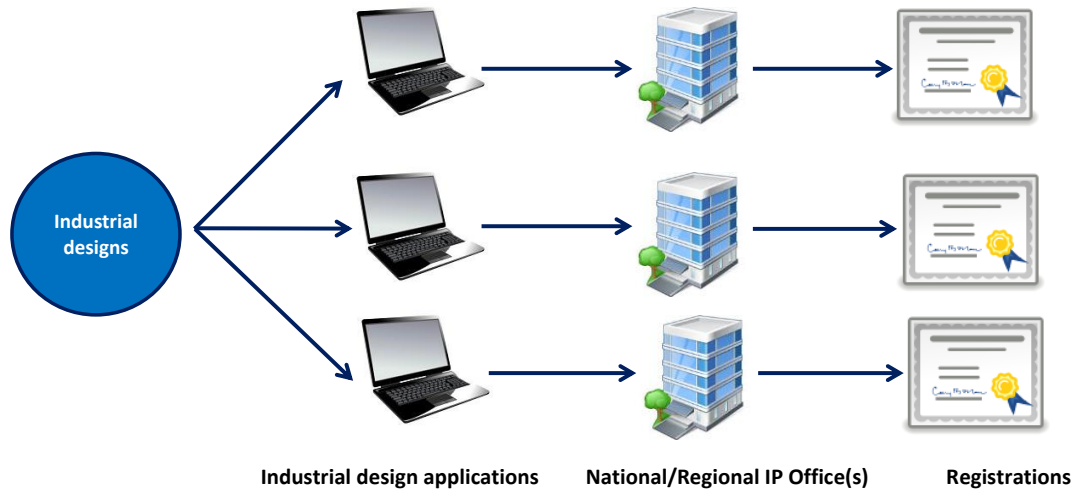 Industrial
designs
Industrial design applications
National/Regional IP Office(s)
Registrations